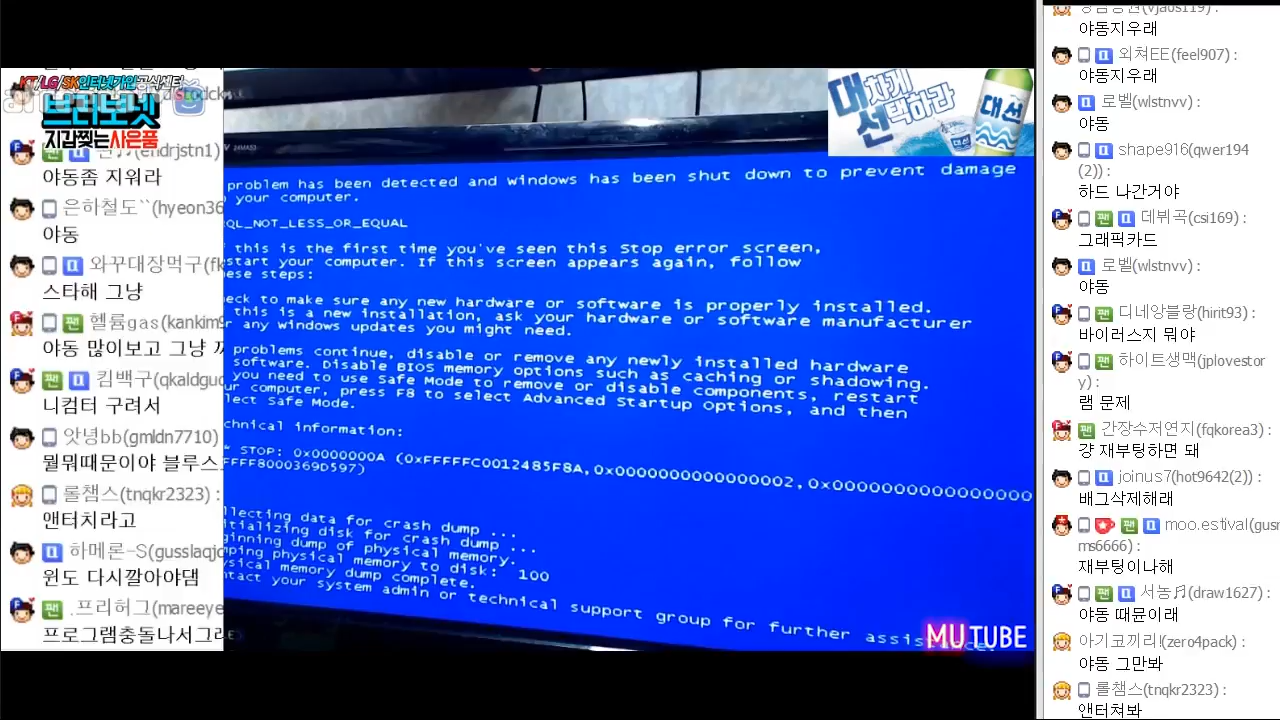 KT/LG/SK인터넷가입공식센터
브리보넷
지갑찢는사은품
(endrjstn1)
야동좀 지워라
은하철도``(hyeon36
야동
와꾸대장먹구(fk
스타해 그냥
헬륨gas(kankim9
야동 많이보고 그냥
킴백구(qkaldguc
니컴터 구려서
앗녕bb(gmldn7710)
뭘뭐때문이야 블루스
롤챔스(tnqkr2323) :
앤터치라고
하메론-S(gusslaqjc
윈도 다시깔아야댐
.프리허그(mareeye
프로그램충돌나서그래
대선
차게
탁하라
대선
problem has been detected and windows has been shut down to prevent damage
your computer.
RQL_NOT_LESS_OR_EQUAL
f this is the first time you've seen this Stop error screen,
start your computer. If this screen appears again, follow
ese steps:
eck to make sure any new hardware or software is properly installed.
this is a new installation, ask your hardware or software manufacturer
r any windows updates you might need.
problems continue, disable or remove any newly installed hardware
software. Disable BIOS memory options such as caching or shadowing.
you need to use Safe Mode to remove or disable components, restart
ur computer, press F8 to select Advanced Startup Options, and then
lect Safe Mode.
chnical information:
* STOP: 0x0000000A (0xFFFFFC0012485F8A,0x0000000000000002,0x0000000000000000
FFFF8000369D597)
llecting data for crash dump ...
itializing disk for crash dump ...
ginning dump of physical memory.
mping physical memory to disk: 100
ysical memory dump complete.
ntact your system admin or technical support group for further assistance.
MUTUBE
(vjaos119) :
야동지우래
외쳐EE(feel907) :
야동지우래
로벨(wlstnvv) :
야동
shape916(qwer194
(2)) :
하드 나간거야
데뷔곡(csi169) :
그래픽카드
로벨(wlstnvv) :
야동
디네앙블랑(hirit93) :
바이러스지 뭐야
하이트생맥(jplovestor
y) :
램 문제
간장수저연지(fqkorea3) :
걍 재부팅하면 돼
joinus7(hot9642(2)) :
배그삭제해래
moo.estival(gusr
ms6666) :
재부팅이나해
서농♬(draw1627) :
야동 때뮨이래
아기코끼리!(zero4pack) :
야동 그만봐
롤챔스(tnqkr2323) :
앤터쳐봐